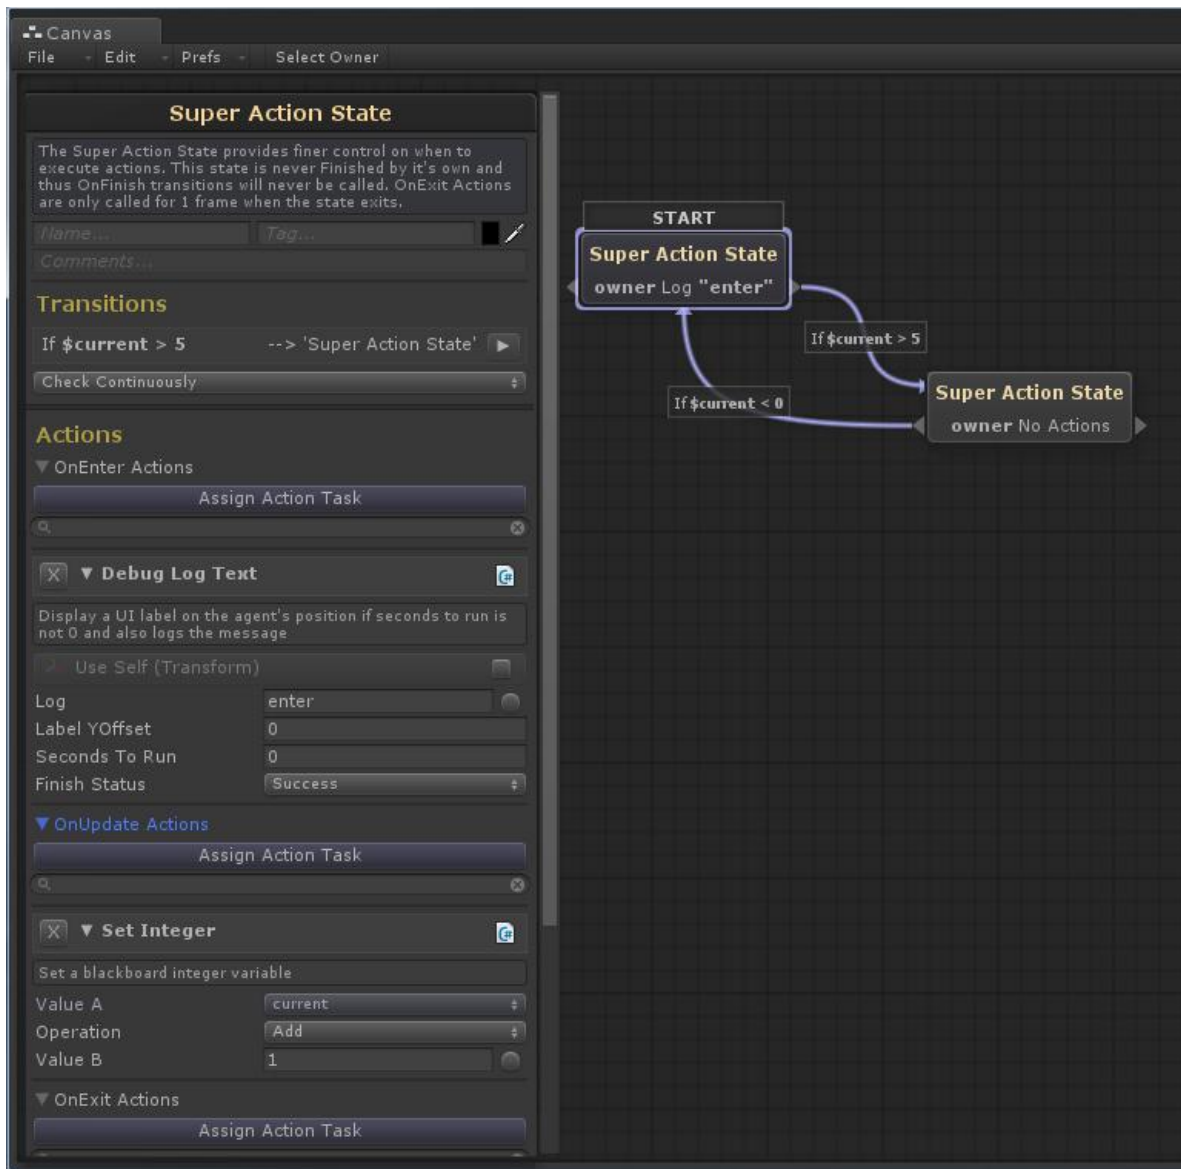 Canvas
File Edit Prefs Select Owner
Super Action State
The Super Action State provides finer control on when to
execute actions. This state is never Finished by it's own and
thus OnFinish transitions will never be called. OnExit Actions
are only called for 1 frame when the state exits.
Name... Tag...
Comments...
Transitions
If $current > 5 --> 'Super Action State'
Check Continuously
Actions
OnEnter Actions
Assign Action Task
X Debug Log Text
C#
Display a UI label on the agent's position if seconds to run is
not 0 and also logs the message
Use Self (Transform)
Log enter
Label YOffset 0
Seconds To Run 0
Finish Status Success
OnUpdate Actions
Assign Action Task
X Set Integer
C#
Set a blackboard integer variable
Value A current
Operation Add
Value B 1
OnExit Actions
Assign Action Task
START
Super Action State
owner Log "enter"
If $current > 5
If $current < 0
Super Action State
owner No Actions